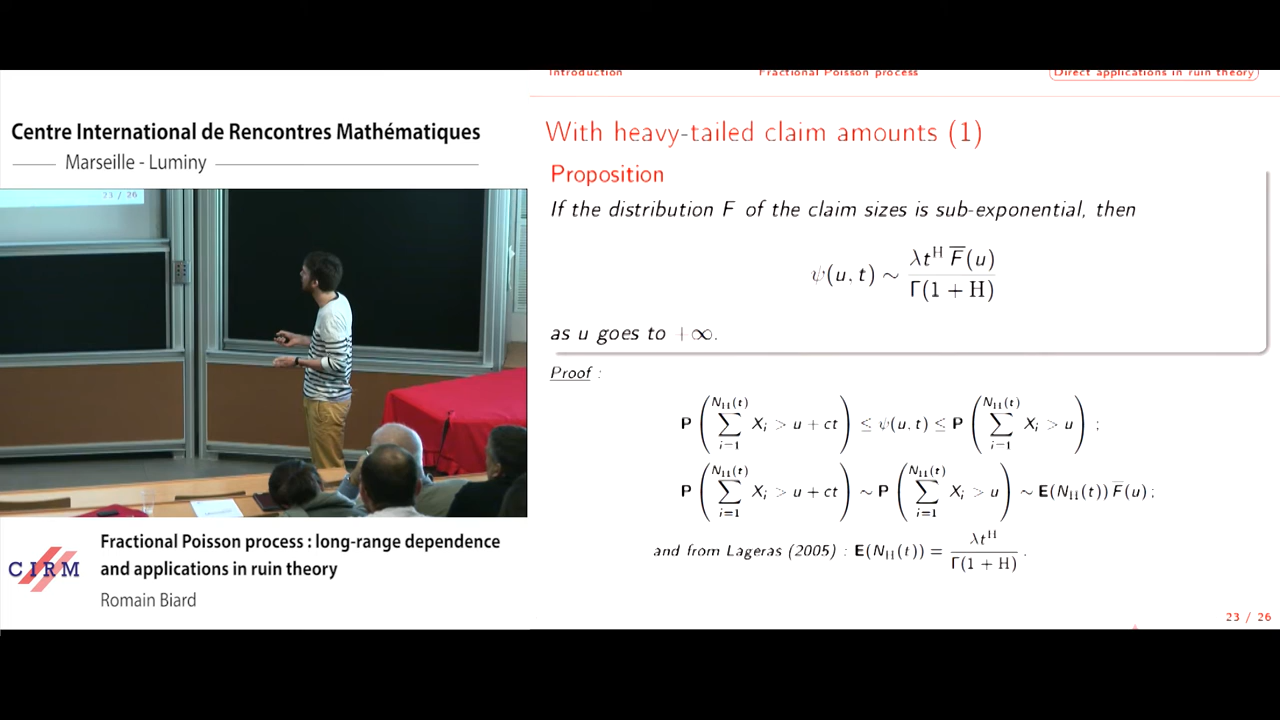 Introduction Fractional Poisson process Direct applications in ruin theory
Centre International de Rencontres Mathématiques
Marseille - Luminy
23 / 26
With heavy-tailed claim amounts (1)
Proposition
If the distribution F of the claim sizes is sub-exponential, then
ψ(u, t) ∼ λt^H F̅(u) / Γ(1 + H)
as u goes to +∞.
Proof :
P(∑_{i=1}^{N_H(t)} X_i > u + ct) ≤ ψ(u, t) ≤ P(∑_{i=1}^{N_H(t)} X_i > u) ;
P(∑_{i=1}^{N_H(t)} X_i > u + ct) ∼ P(∑_{i=1}^{N_H(t)} X_i > u) ∼ E(N_H(t)) F̅(u) ;
and from Lageras (2005) : E(N_H(t)) = λt^H / Γ(1 + H) .
23 / 26
CIRM
Fractional Poisson process : long-range dependence
and applications in ruin theory
Romain Biard